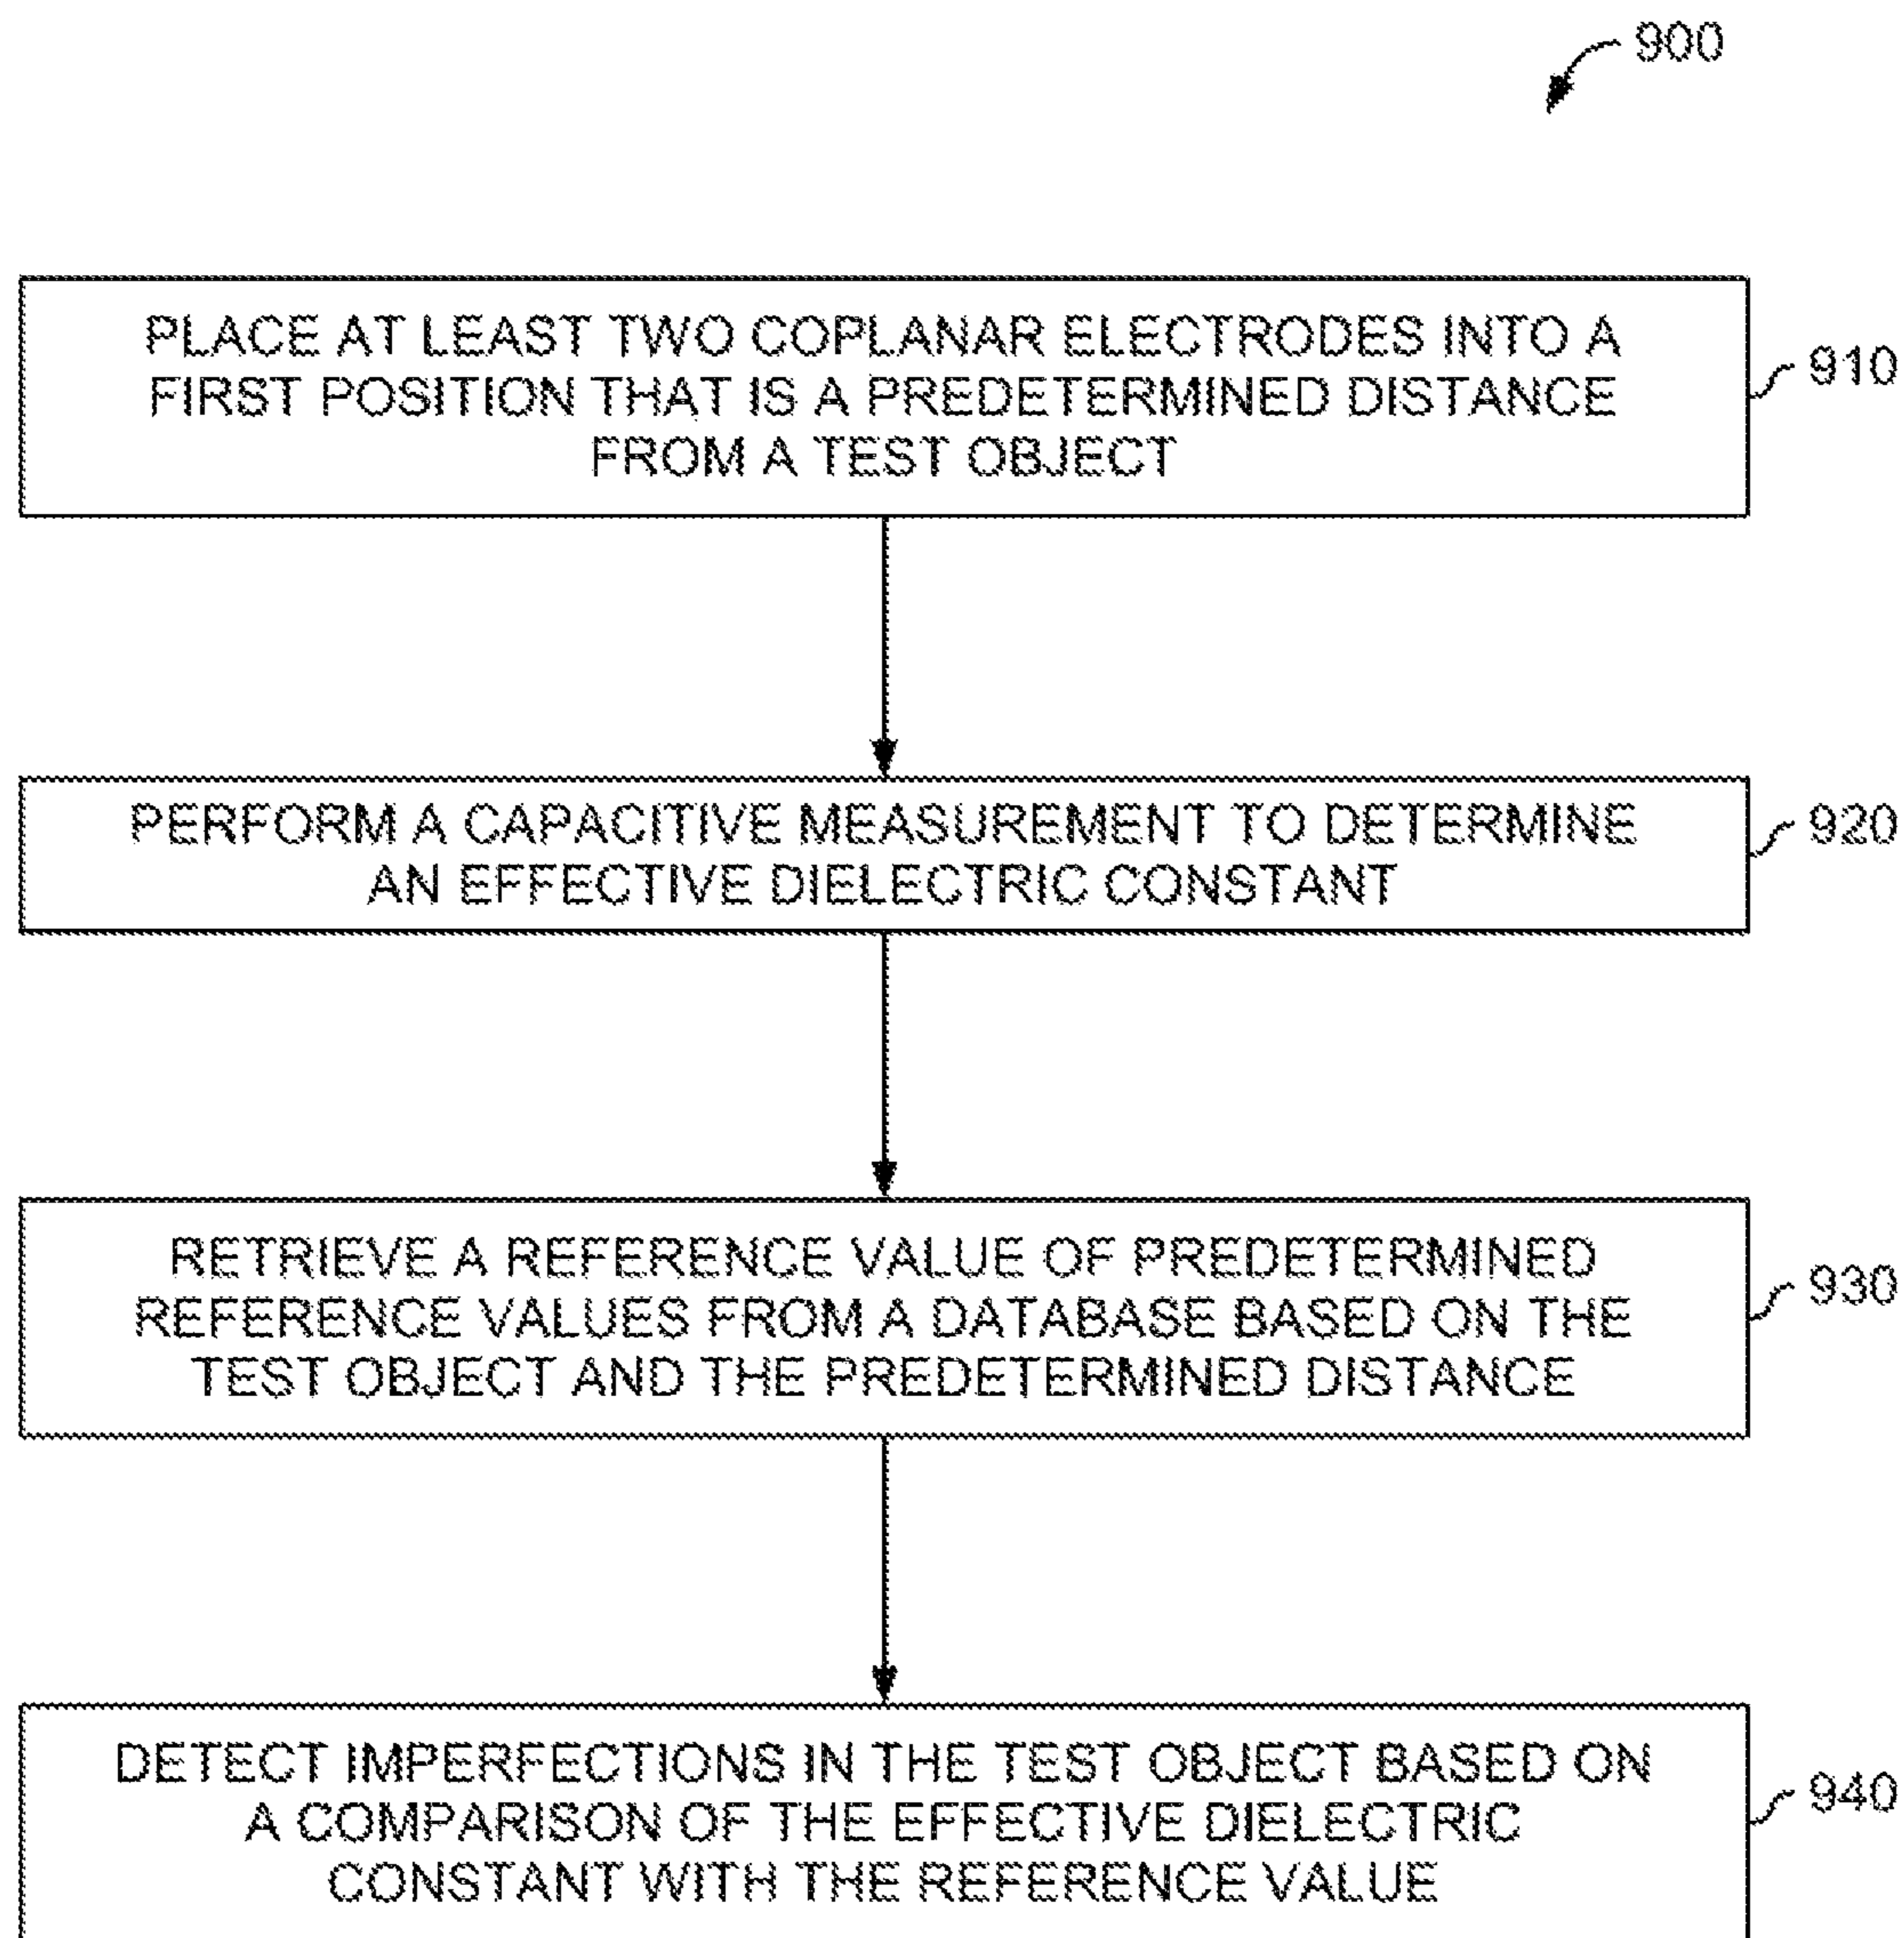 900
PLACE AT LEAST TWO COPLANAR ELECTRODES INTO A
FIRST POSITION THAT IS A PREDETERMINED DISTANCE
FROM A TEST OBJECT
910
PERFORM A CAPACITIVE MEASUREMENT TO DETERMINE
AN EFFECTIVE DIELECTRIC CONSTANT
920
RETRIEVE A REFERENCE VALUE OF PREDETERMINED
REFERENCE VALUES FROM A DATABASE BASED ON THE
TEST OBJECT AND THE PREDETERMINED DISTANCE
930
DETECT IMPERFECTIONS IN THE TEST OBJECT BASED ON
A COMPARISON OF THE EFFECTIVE DIELECTRIC
CONSTANT WITH THE REFERENCE VALUE
940